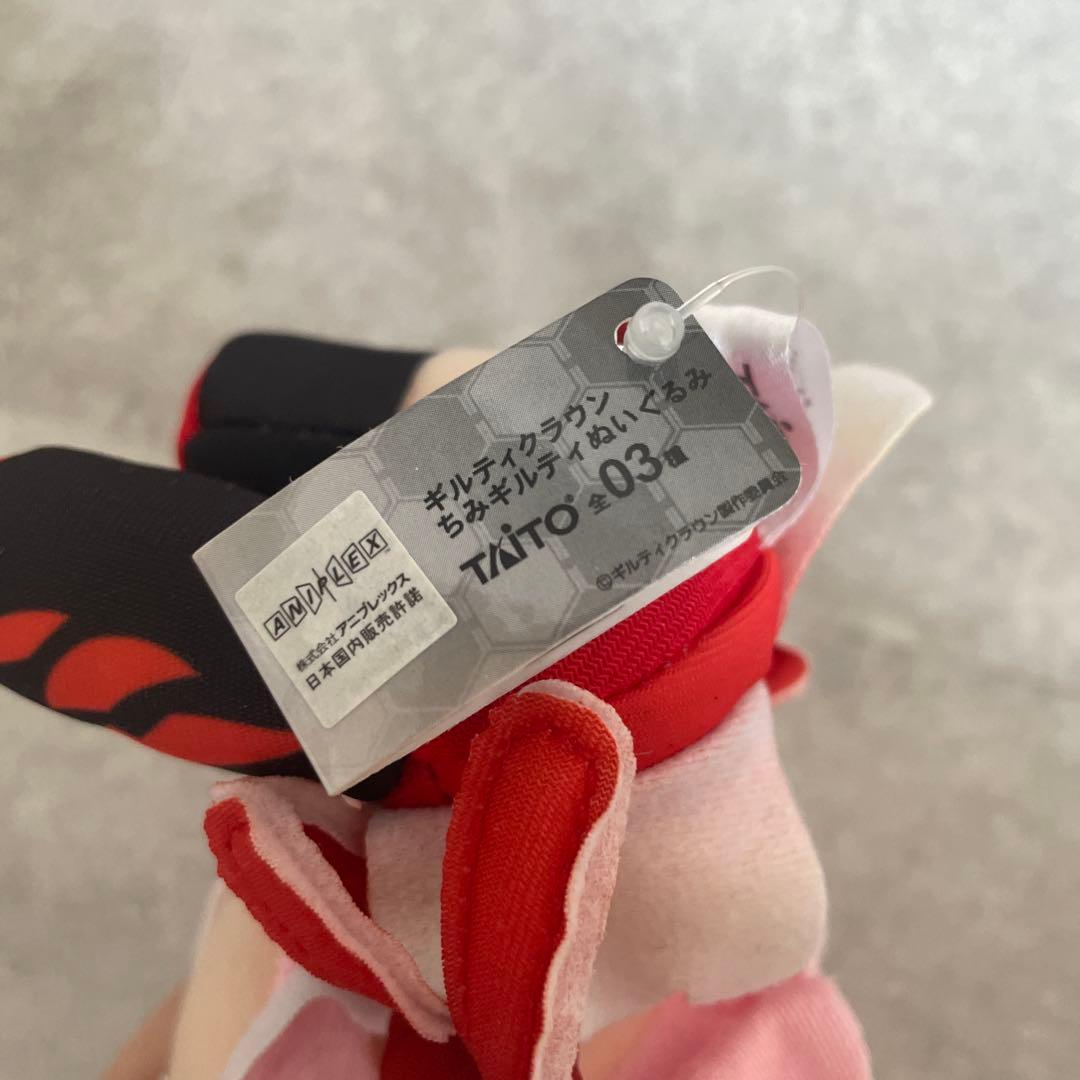 ギルティクラウン
ちみギルティぬいぐるみ
TAITO® 全03種
©ギルティクラウン製作委員会
ANIPLEX™
株式会社アニプレックス
日本国内販売許諾